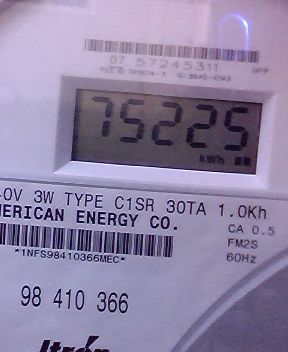 07 57245311
75225
kWh
0V 3W TYPE C1SR 30TA 1.0Kh
MERICAN ENERGY CO.
CA 0.5
FM2S
60Hz
*1NFS98410366MEC*
98 410 366
Itrón